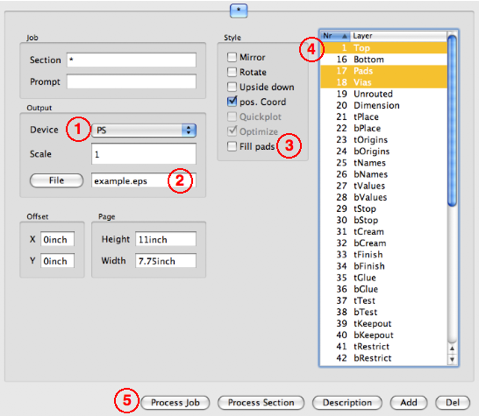 *
Job
Section *
Prompt
Output
Device 1 PS
Scale 1
File example.eps 2
Offset
X 0inch
Y 0inch
Page
Height 11inch
Width 7.75inch
Style
Mirror
Rotate
Upside down
pos. Coord
Quickplot
Optimize
Fill pads 3
Nr Layer
4 1 Top
16 Bottom
17 Pads
18 Vias
19 Unrouted
20 Dimension
21 tPlace
22 bPlace
23 tOrigins
24 bOrigins
25 tNames
26 bNames
27 tValues
28 bValues
29 tStop
30 bStop
31 tCream
32 bCream
33 tFinish
34 bFinish
35 tGlue
36 bGlue
37 tTest
38 bTest
39 tKeepout
40 bKeepout
41 tRestrict
42 bRestrict
5 Process Job Process Section Description Add Del